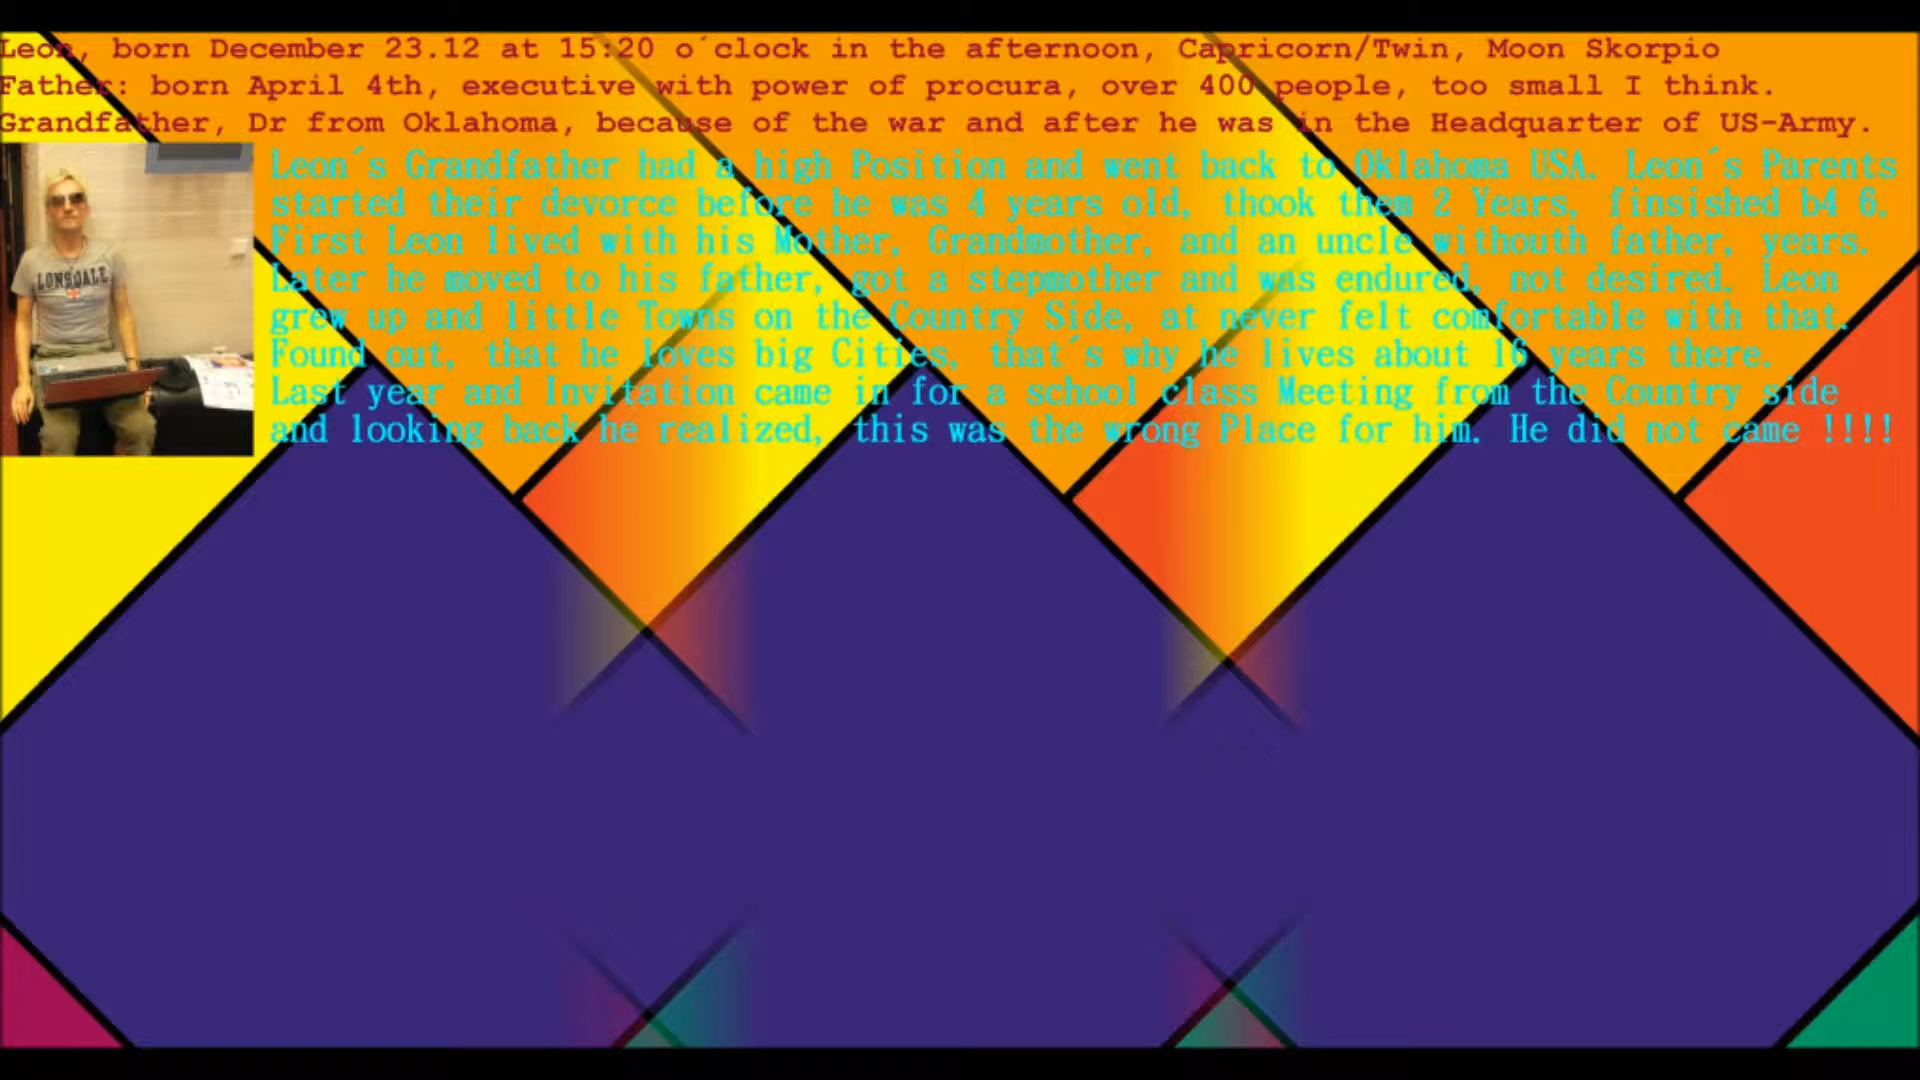 Leon, born December 23.12 at 15:20 o´clock in the afternoon, Capricorn/Twin, Moon Skorpio
Father: born April 4th, executive with power of procura, over 400 people, too small I think.
Grandfather, Dr from Oklahoma, because of the war and after he was in the Headquarter of US-Army.
Leon´s Grandfather had a high Position and went back to Oklahoma USA. Leon´s Parents
started their devorce before he was 4 years old, thook them 2 Years, finsished b4 6.
First Leon lived with his Mother, Grandmother, and an uncle withouth father, years.
Later he moved to his father, got a stepmother and was endured, not desired. Leon
grew up and little Towns on the Country Side, at never felt comfortable with that.
Found out, that he loves big Cities, that´s why he lives about 16 years there.
Last year and Invitation came in for a school class Meeting from the Country side
and looking back he realized, this was the wrong Place for him. He did not came !!!!
LONSDALE